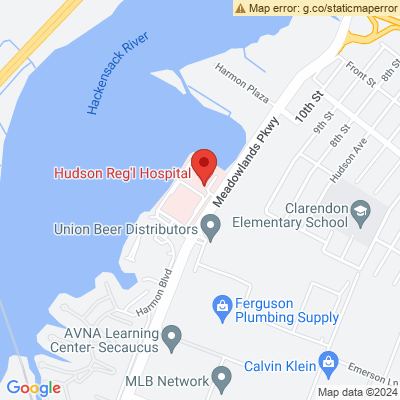 Map error: g.co/staticmaperror
Hackensack River
Front St
8th St
Harmon Plaza
10th St
9th St
8th St
Hudson Ave
Meadowlands Pkwy
Hudson Reg'l Hospital
Clarendon
Elementary School
Union Beer Distributors
Harmon Blvd
Ferguson
Plumbing Supply
AVNA Learning
Center- Secaucus
Calvin Klein
Emerson Ln
MLB Network
Google
Map data ©2024